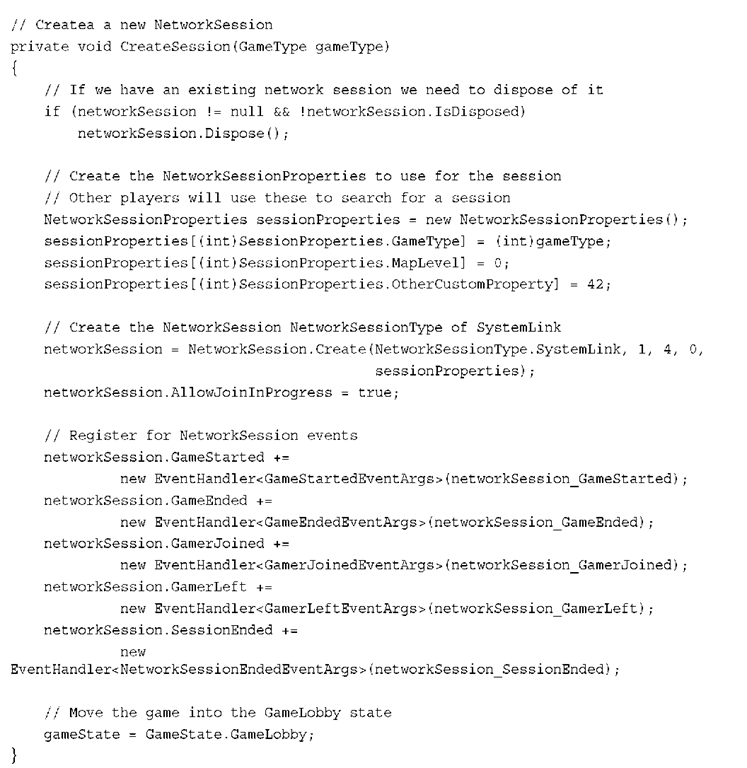 // Createa a new NetworkSession
private void CreateSession(GameType gameType)
{
// If we have an existing network session we need to dispose of it
if (networkSession != null && !networkSession.IsDisposed)
networkSession.Dispose();
// Create the NetworkSessionProperties to use for the session
// Other players will use these to search for a session
NetworkSessionProperties sessionProperties = new NetworkSessionProperties();
sessionProperties[(int)SessionProperties.GameType] = (int)gameType;
sessionProperties[(int)SessionProperties.MapLevel] = 0;
sessionProperties[(int)SessionProperties.OtherCustomProperty] = 42;
// Create the NetworkSession NetworkSessionType of SystemLink
networkSession = NetworkSession.Create(NetworkSessionType.SystemLink, 1, 4, 0,
sessionProperties);
networkSession.AllowJoinInProgress = true;
// Register for NetworkSession events
networkSession.GameStarted +=
new EventHandler<GameStartedEventArgs>(networkSession_GameStarted);
networkSession.GameEnded +=
new EventHandler<GameEndedEventArgs>(networkSession_GameEnded);
networkSession.GamerJoined +=
new EventHandler<GamerJoinedEventArgs>(networkSession_GamerJoined);
networkSession.GamerLeft +=
new EventHandler<GamerLeftEventArgs>(networkSession_GamerLeft);
networkSession.SessionEnded +=
new
EventHandler<NetworkSessionEndedEventArgs>(networkSession_SessionEnded);
// Move the game into the GameLobby state
gameState = GameState.GameLobby;
}